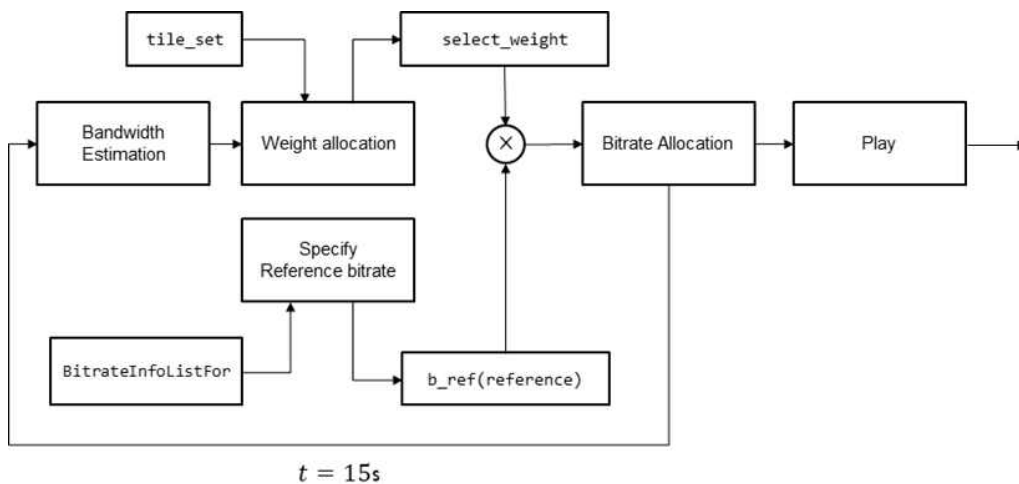 tile_set
select_weight
Bandwidth
Estimation
Weight allocation
×
Bitrate Allocation
Play
Specify
Reference bitrate
BitrateInfoListFor
b_ref(reference)
t = 15s